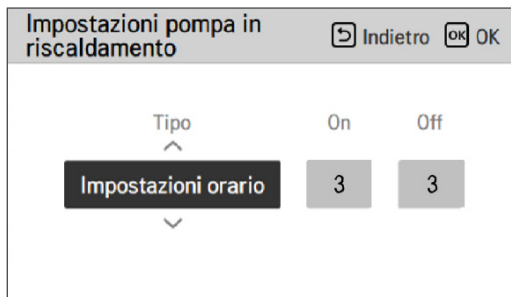 Impostazioni pompa in
riscaldamento
Indietro OK OK
Tipo On Off
Impostazioni orario 3 3